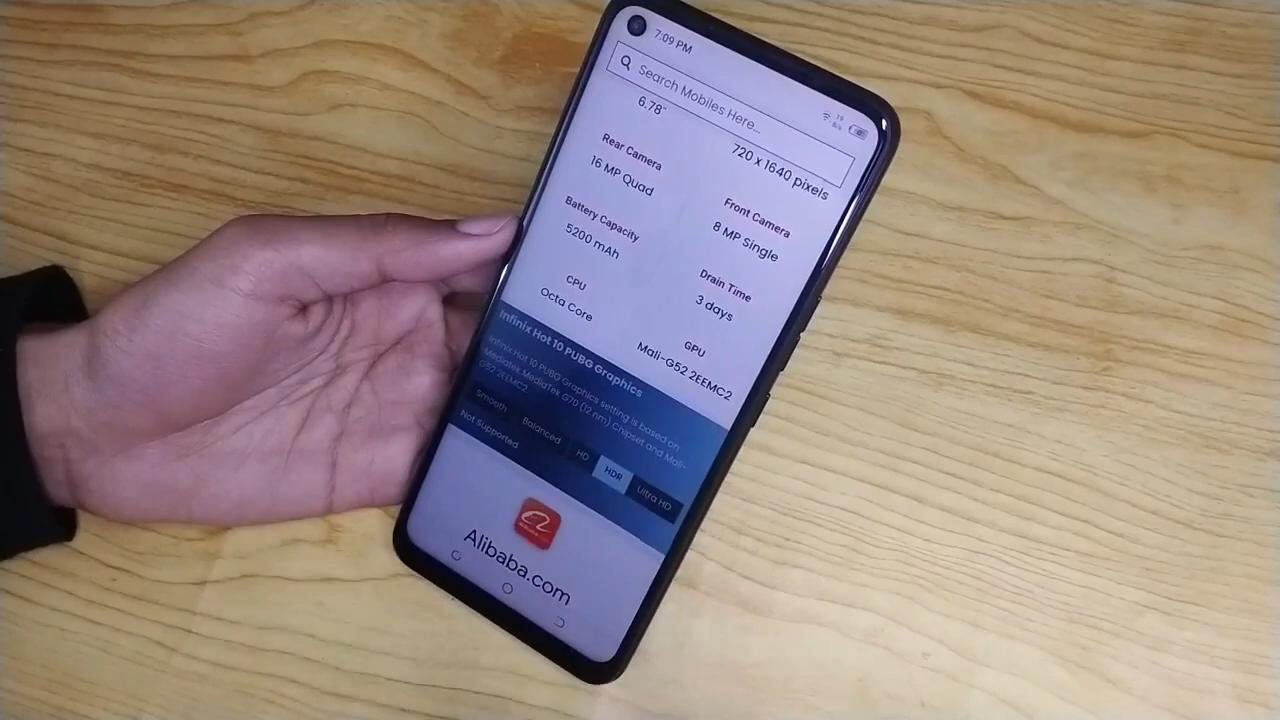 7:09 PM
Search Mobiles Here...
6.78"
720 x 1640 pixels
Rear Camera
16 MP Quad
Front Camera
8 MP Single
Battery Capacity
5200 mAh
Drain Time
3 days
CPU
Octa Core
GPU
Mali-G52 2EEMC2
Infinix Hot 10 PUBG Graphics
Infinix Hot 10 PUBG Graphics setting is based on
Mediatek MediaTek G70 (12 nm) Chipset and Mali-
G52 2EEMC2
Smooth
Balanced
HD
HDR
Ultra HD
Not Supported
Alibaba.com